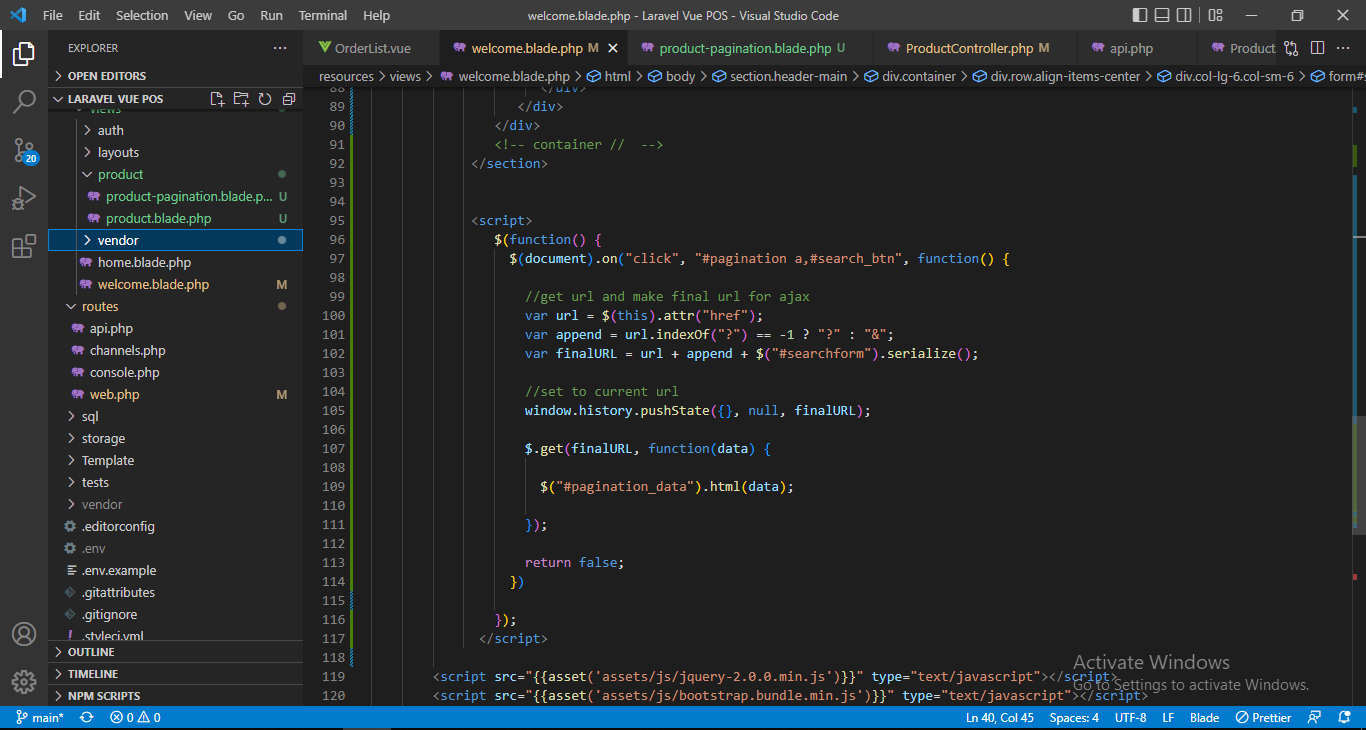 File Edit Selection View Go Run Terminal Help
welcome.blade.php - Laravel Vue POS - Visual Studio Code
EXPLORER
OrderList.vue
welcome.blade.php M
product-pagination.blade.php U
ProductController.php M
api.php
Product
OPEN EDITORS
resources > views > welcome.blade.php > html > body > section.header-main > div.container > div.row.align-items-center > div.col-lg-6.col-sm-6 > form#s
LARAVEL VUE POS
views
auth
layouts
product
product-pagination.blade.p... U
product.blade.php U
vendor
home.blade.php
welcome.blade.php M
routes
api.php
channels.php
console.php
web.php M
sql
storage
Template
tests
vendor
.editorconfig
.env
.env.example
.gitattributes
.gitignore
.styleci.yml
OUTLINE
TIMELINE
NPM SCRIPTS
20
88 </div>
89 </div>
90 </div>
91 <!-- container // -->
92 </section>
93
94
95 <script>
96 $(function() {
97 $(document).on("click", "#pagination a,#search_btn", function() {
98
99 //get url and make final url for ajax
100 var url = $(this).attr("href");
101 var append = url.indexOf("?") == -1 ? "?" : "&";
102 var finalURL = url + append + $("#searchform").serialize();
103
104 //set to current url
105 window.history.pushState({}, null, finalURL);
106
107 $.get(finalURL, function(data) {
108
109 $("#pagination_data").html(data);
110
111 });
112
113 return false;
114 })
115
116 });
117 </script>
118
119 <script src="{{asset('assets/js/jquery-2.0.0.min.js')}}" type="text/javascript"></script>
120 <script src="{{asset('assets/js/bootstrap.bundle.min.js')}}" type="text/javascript"></script>
Activate Windows
Go to Settings to activate Windows.
main* 0 0
Ln 40, Col 45 Spaces: 4 UTF-8 LF Blade Prettier